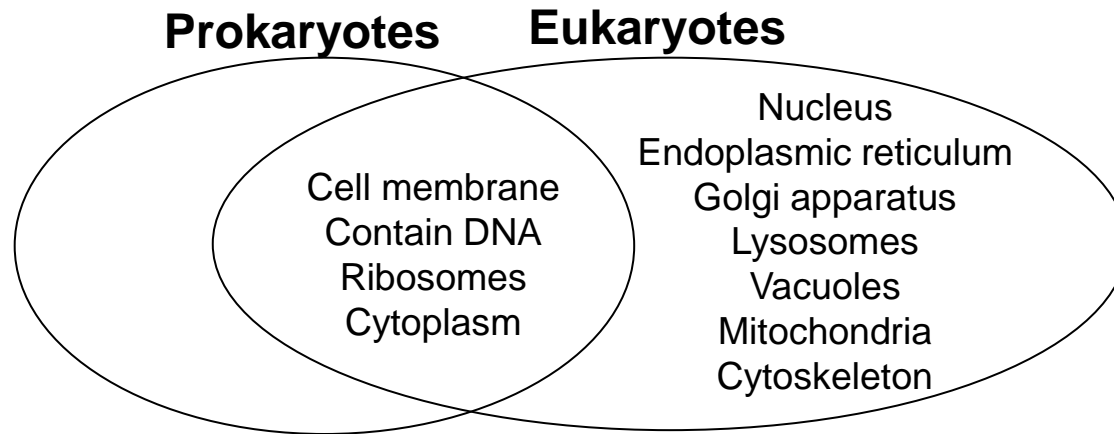 Prokaryotes
Eukaryotes
Cell membrane
Contain DNA
Ribosomes
Cytoplasm
Nucleus
Endoplasmic reticulum
Golgi apparatus
Lysosomes
Vacuoles
Mitochondria
Cytoskeleton